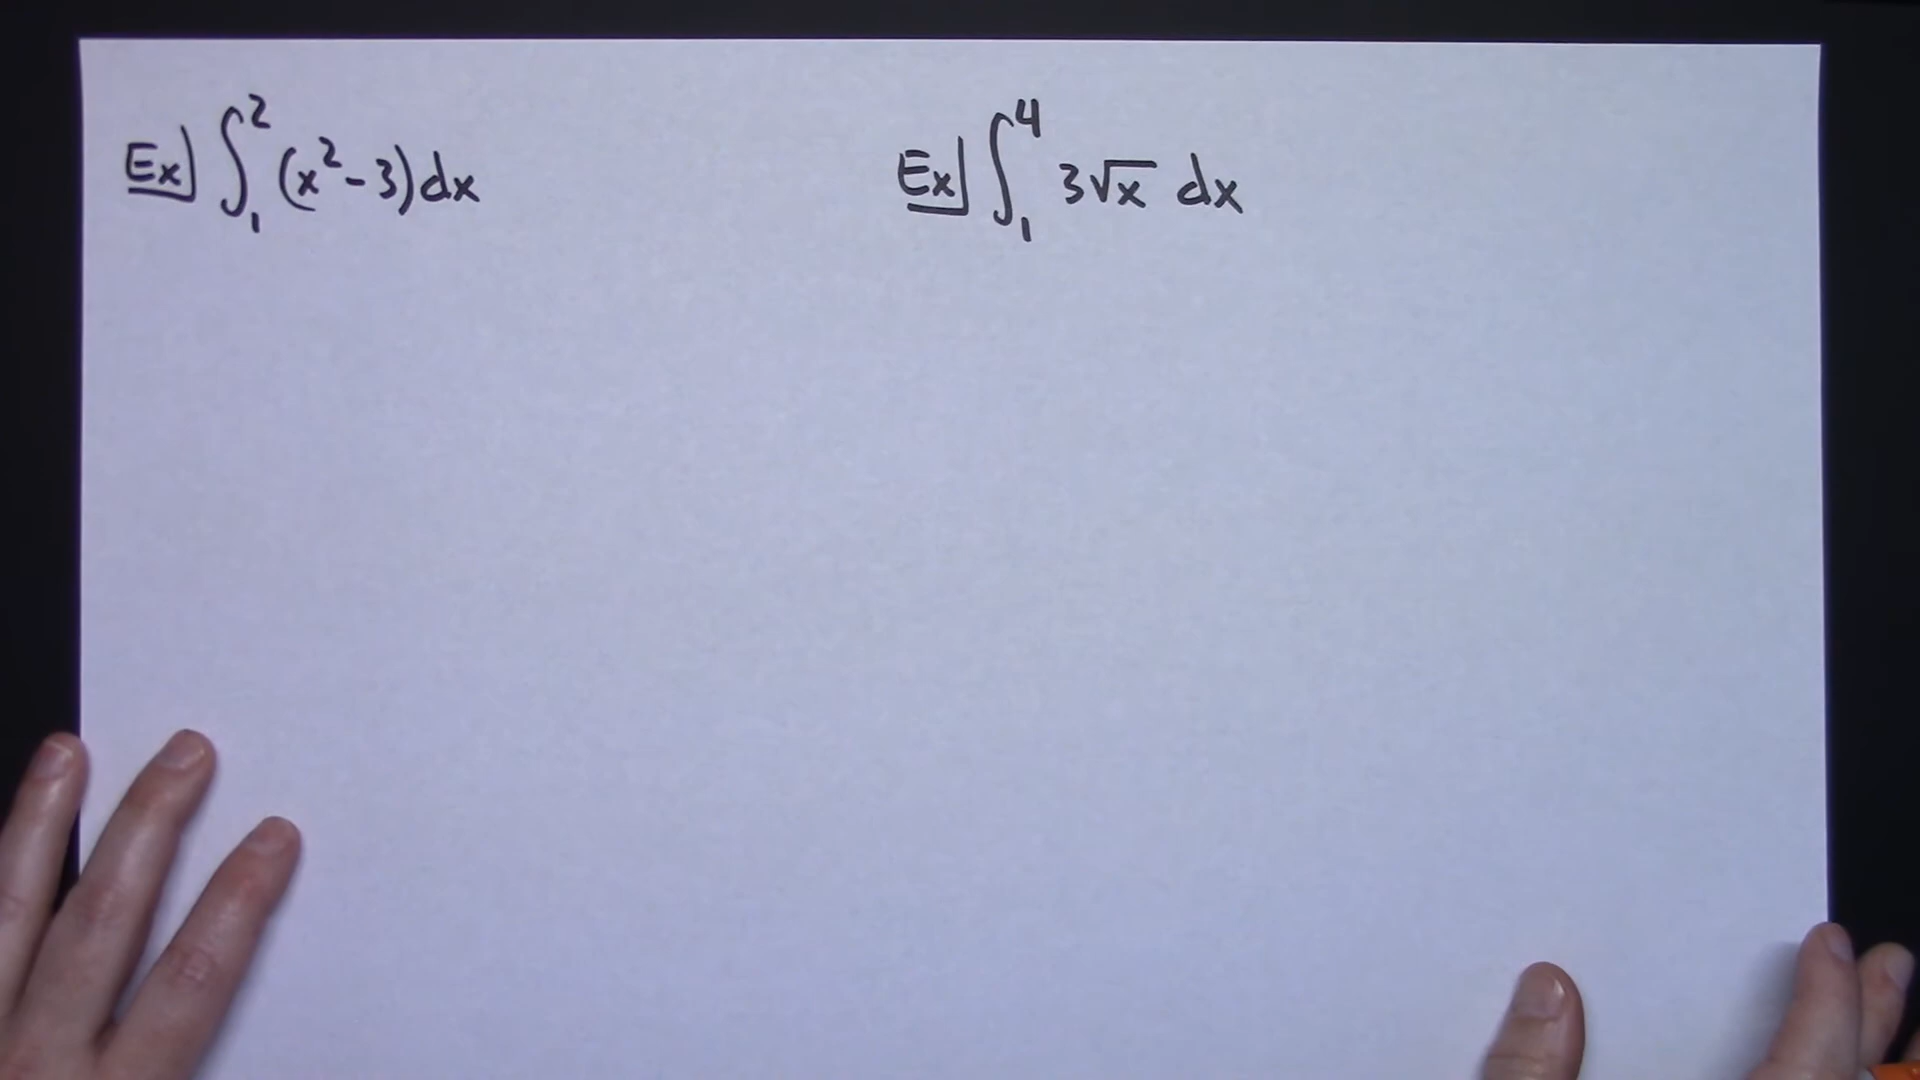 Ex] ∫₁² (x² - 3) dx
Ex] ∫₁⁴ 3√x dx